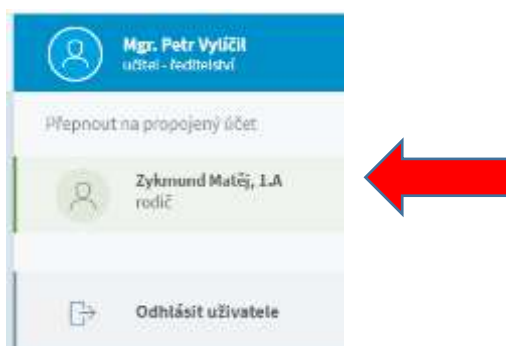 Mgr. Petr Vylíčil
učitel - ředitelství
Přepnout na propojený účet
Zykmund Matěj, 1.A
rodič
Odhlásit uživatele